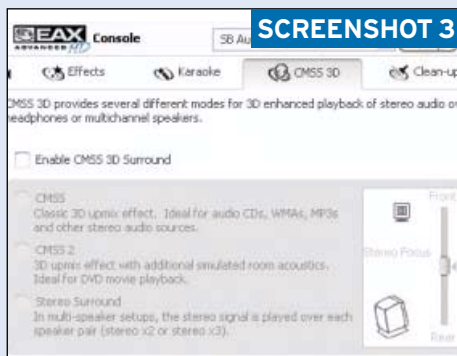 SCREENSHOT 3
EAX Console
ADVANCED HD
SB Au
Effects
Karaoke
CMSS 3D
Clean-up
CMSS 3D provides several different modes for 3D enhanced playback of stereo audio ov
headphones or multichannel speakers.
Enable CMSS 3D Surround
CMSS
Classic 3D upmix effect. Ideal for audio CDs, WMAs, MP3s
and other stereo audio sources.
CMSS 2
3D upmix effect with additional simulated room acoustics.
Ideal for DVD movie playback.
Stereo Surround
In multi-speaker setups, the stereo signal is played over each
speaker pair (stereo x2 or stereo x3).
Front
Stereo Focus
Rear